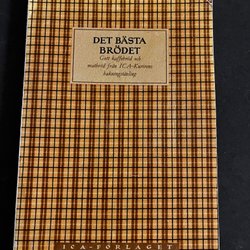 DET BÄSTA
BRÖDET
Gott kaffebröd och
matbröd från ICA-Kurirens
bakningstävling
ICA-FÖRLAGET